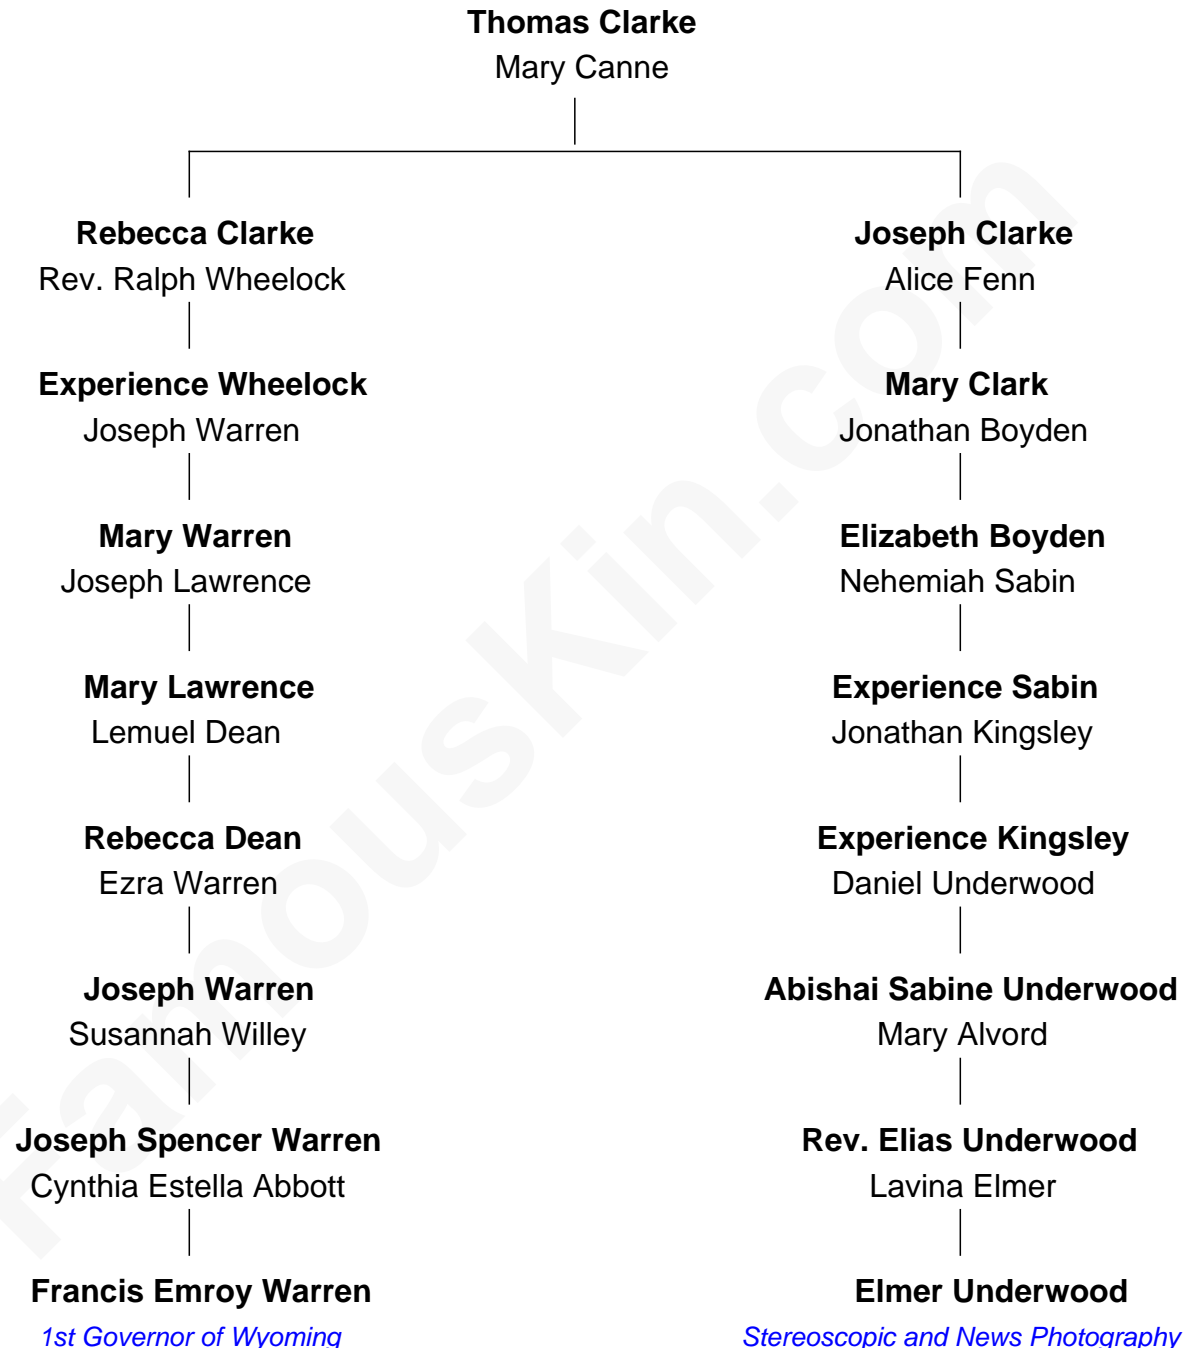 Thomas Clarke
Mary Canne
Rebecca Clarke
Rev. Ralph Wheelock
Joseph Clarke
Alice Fenn
Experience Wheelock
Joseph Warren
Mary Clark
Jonathan Boyden
Mary Warren
Joseph Lawrence
Elizabeth Boyden
Nehemiah Sabin
Mary Lawrence
Lemuel Dean
Experience Sabin
Jonathan Kingsley
Rebecca Dean
Ezra Warren
Experience Kingsley
Daniel Underwood
Joseph Warren
Susannah Willey
Abishai Sabine Underwood
Mary Alvord
Joseph Spencer Warren
Cynthia Estella Abbott
Rev. Elias Underwood
Lavina Elmer
Francis Emroy Warren
1st Governor of Wyoming
Elmer Underwood
Stereoscopic and News Photography
FamousKin.com